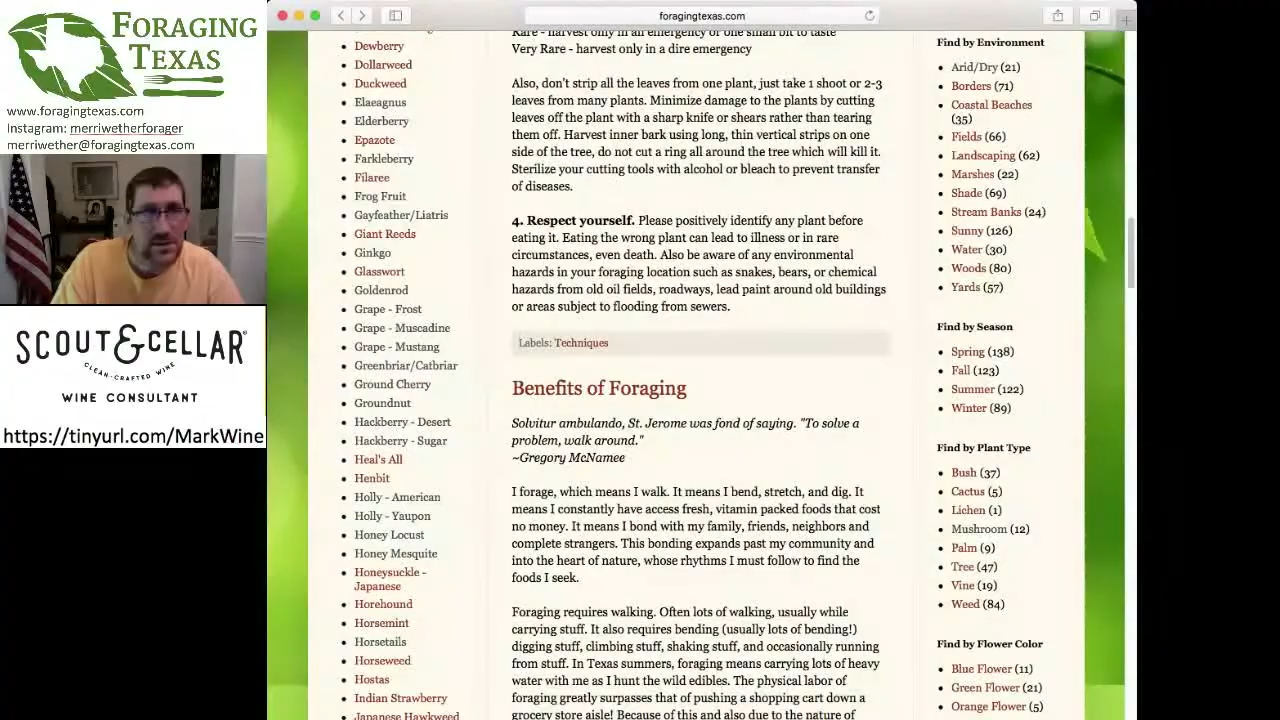 FORAGING
TEXAS
www.foragingtexas.com
Instagram: merriwetherforager
merriwether@foragingtexas.com
SCOUT & CELLAR®
CLEAN-CRAFTED WINE
WINE CONSULTANT
https://tinyurl.com/MarkWine
foragingtexas.com
Dewberry
Dollarweed
Duckweed
Elaeagnus
Elderberry
Epazote
Farkleberry
Filaree
Frog Fruit
Gayfeather/Liatris
Giant Reeds
Ginkgo
Glasswort
Goldenrod
Grape - Frost
Grape - Muscadine
Grape - Mustang
Greenbriar/Catbriar
Ground Cherry
Groundnut
Hackberry - Desert
Hackberry - Sugar
Heal's All
Henbit
Holly - American
Holly - Yaupon
Honey Locust
Honey Mesquite
Honeysuckle -
Japanese
Horehound
Horsemint
Horsetails
Horseweed
Hostas
Indian Strawberry
Japanese Hawkweed
Rare - harvest only in an emergency or one small bit to taste
Very Rare - harvest only in a dire emergency
Also, don't strip all the leaves from one plant, just take 1 shoot or 2-3
leaves from many plants. Minimize damage to the plants by cutting
leaves off the plant with a sharp knife or shears rather than tearing
them off. Harvest inner bark using long, thin vertical strips on one
side of the tree, do not cut a ring all around the tree which will kill it.
Sterilize your cutting tools with alcohol or bleach to prevent transfer
of diseases.
4. Respect yourself. Please positively identify any plant before
eating it. Eating the wrong plant can lead to illness or in rare
circumstances, even death. Also be aware of any environmental
hazards in your foraging location such as snakes, bears, or chemical
hazards from old oil fields, roadways, lead paint around old buildings
or areas subject to flooding from sewers.
Labels: Techniques
Benefits of Foraging
Solvitur ambulando, St. Jerome was fond of saying. "To solve a
problem, walk around."
~Gregory McNamee
I forage, which means I walk. It means I bend, stretch, and dig. It
means I constantly have access fresh, vitamin packed foods that cost
no money. It means I bond with my family, friends, neighbors and
complete strangers. This bonding expands past my community and
into the heart of nature, whose rhythms I must follow to find the
foods I seek.
Foraging requires walking. Often lots of walking, usually while
carrying stuff. It also requires bending (usually lots of bending!)
digging stuff, climbing stuff, shaking stuff, and occasionally running
from stuff. In Texas summers, foraging means carrying lots of heavy
water with me as I hunt the wild edibles. The physical labor of
foraging greatly surpasses that of pushing a shopping cart down a
grocery store aisle! Because of this and also due to the nature of
Find by Environment
Arid/Dry (21)
Borders (71)
Coastal Beaches
(35)
Fields (66)
Landscaping (62)
Marshes (22)
Shade (69)
Stream Banks (24)
Sunny (126)
Water (30)
Woods (80)
Yards (57)
Find by Season
Spring (138)
Fall (123)
Summer (122)
Winter (89)
Find by Plant Type
Bush (37)
Cactus (5)
Lichen (1)
Mushroom (12)
Palm (9)
Tree (47)
Vine (19)
Weed (84)
Find by Flower Color
Blue Flower (11)
Green Flower (21)
Orange Flower (5)